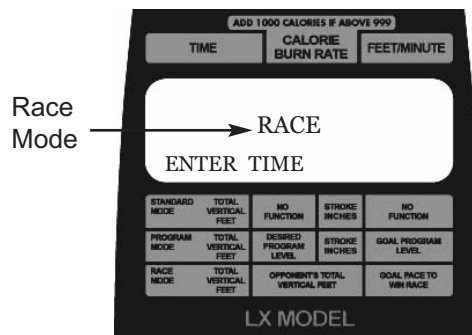 ADD 1000 CALORIES IF ABOVE 999
TIME
CALORIE
BURN RATE
FEET/MINUTE
Race
Mode
RACE
ENTER TIME
STANDARD
MODE
TOTAL
VERTICAL
FEET
NO
FUNCTION
STROKE
INCHES
NO
FUNCTION
PROGRAM
MODE
TOTAL
VERTICAL
FEET
DESIRED
PROGRAM
LEVEL
STROKE
INCHES
GOAL PROGRAM
LEVEL
RACE
MODE
TOTAL
VERTICAL
FEET
OPPONENT'S TOTAL
VERTICAL FEET
GOAL PACE TO
WIN RACE
LX MODEL